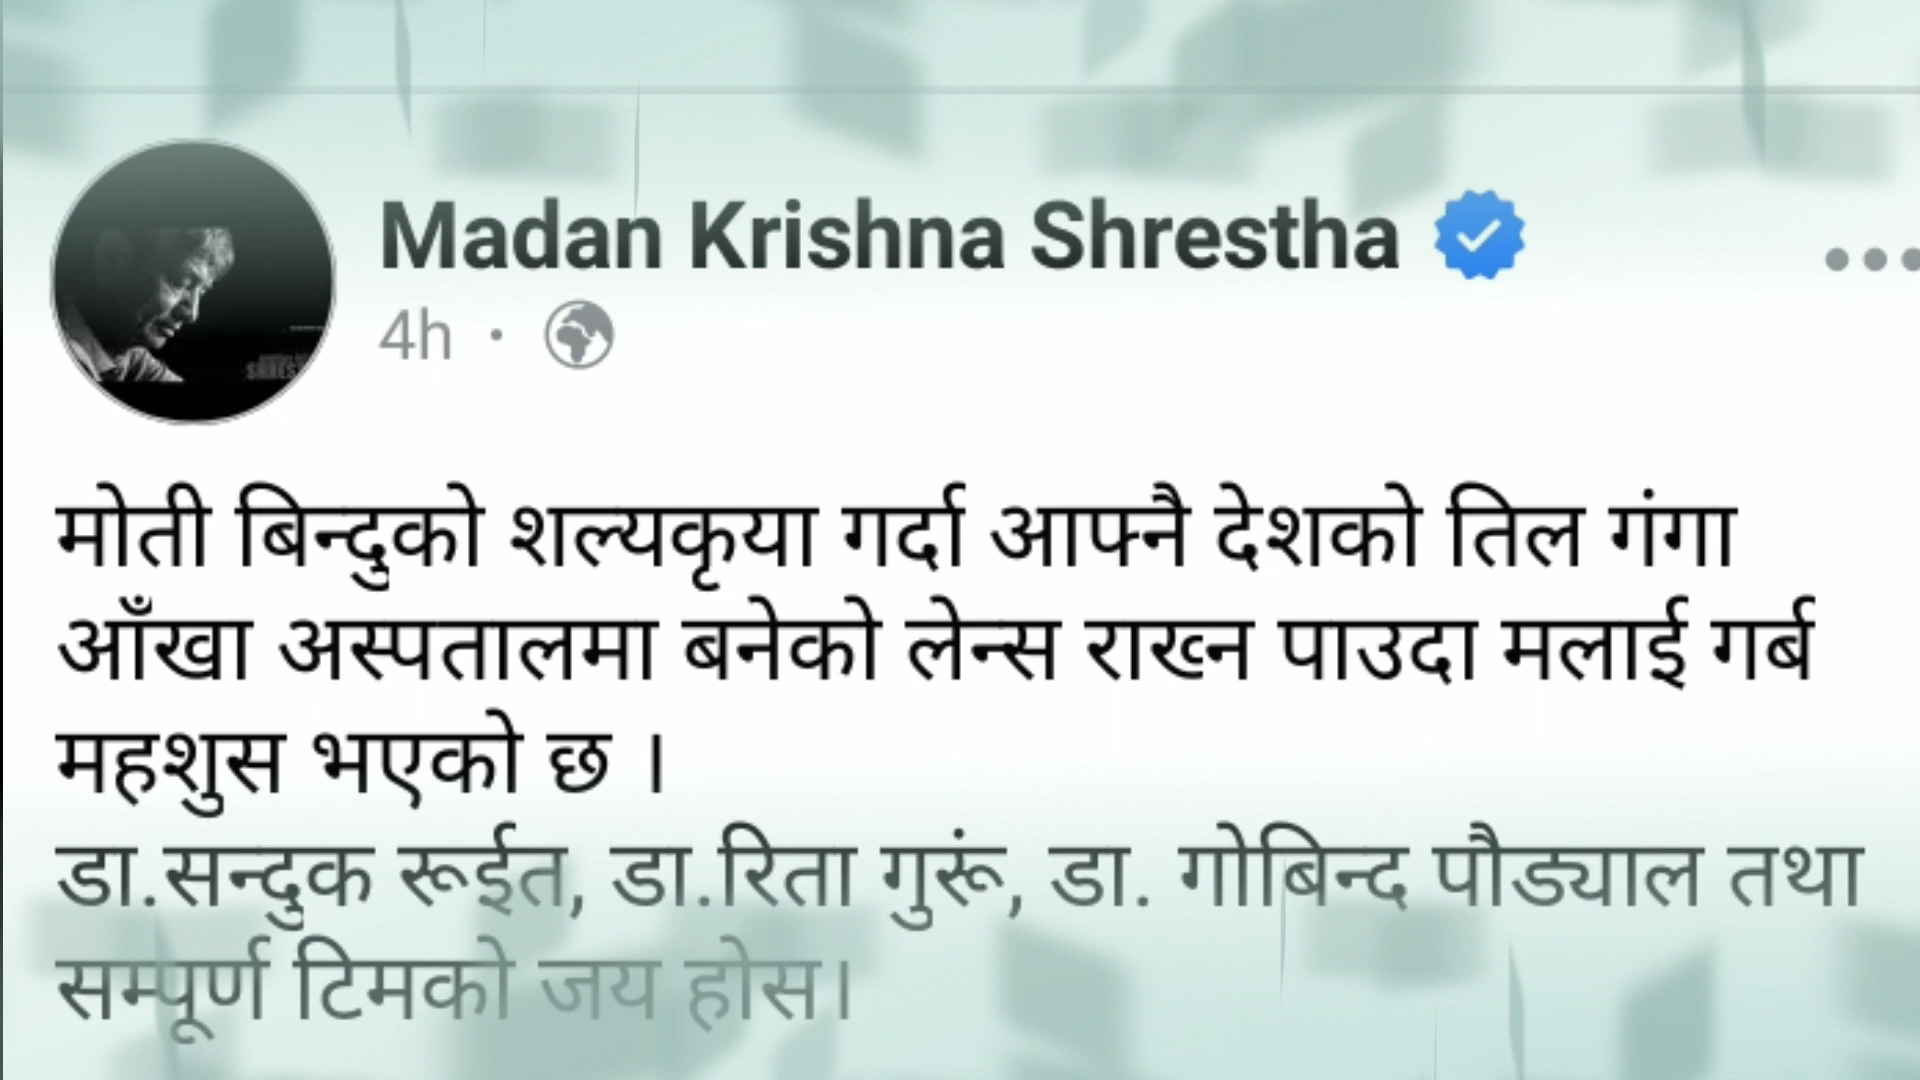 Madan Krishna Shrestha
4h ·
मोती बिन्दुको शल्यकृया गर्दा आफ्नै देशको तिल गंगा
आँखा अस्पतालमा बनेको लेन्स राख्न पाउदा मलाई गर्ब
महशुस भएको छ ।
डा.सन्दुक रूईत, डा.रिता गुरूं, डा. गोबिन्द पौड्याल तथा
सम्पूर्ण टिमको जय होस।